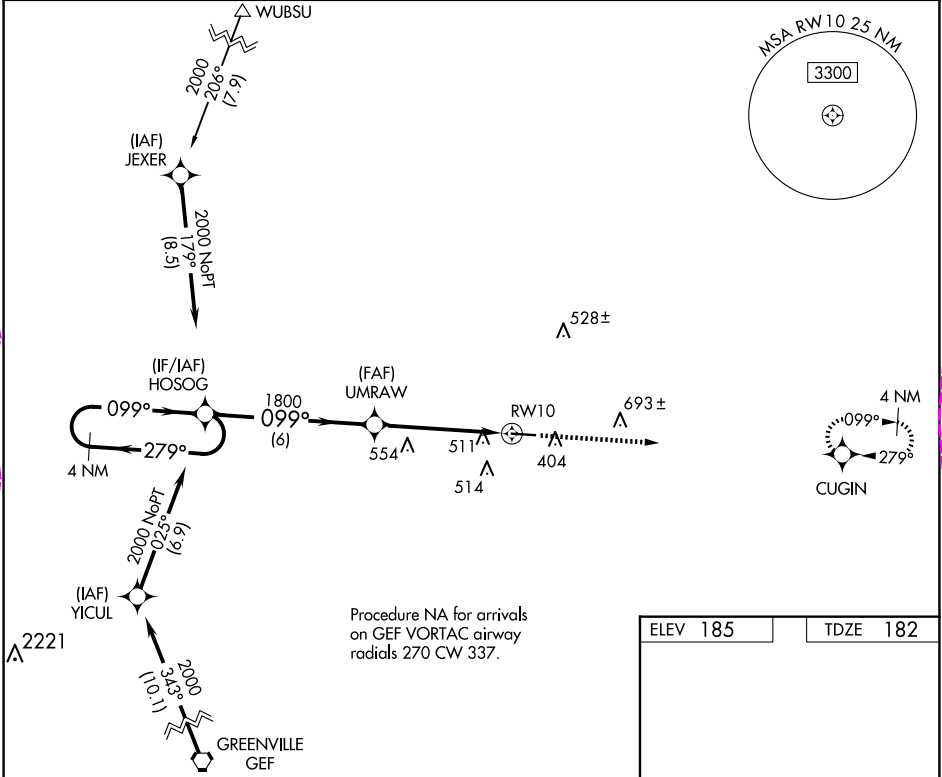 WUBSU
2000
206°
(7.9)
MSA RW10 25 NM
3300
(IAF)
JEXER
2000 NoPT
179°
(8.5)
528±
(IF/IAF)
HOSOG
(FAF)
UMRAW
1800
099°
099°
(6)
RW10
693±
4 NM
099°
279°
554
511
404
279°
4 NM
514
CUGIN
2000 NoPT
025°
(6.9)
(IAF)
YICUL
Procedure NA for arrivals
on GEF VORTAC airway
radials 270 CW 337.
ELEV 185
TDZE 182
2221
2000
343°
(10.1)
GREENVILLE
GEF